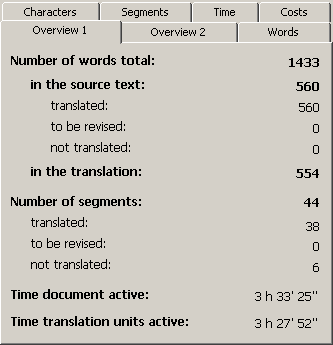 Characters Segments Time Costs
Overview 1 Overview 2 Words
Number of words total: 1433
in the source text: 560
translated: 560
to be revised: 0
not translated: 0
in the translation: 554
Number of segments: 44
translated: 38
to be revised: 0
not translated: 6
Time document active: 3 h 33' 25"
Time translation units active: 3 h 27' 52"